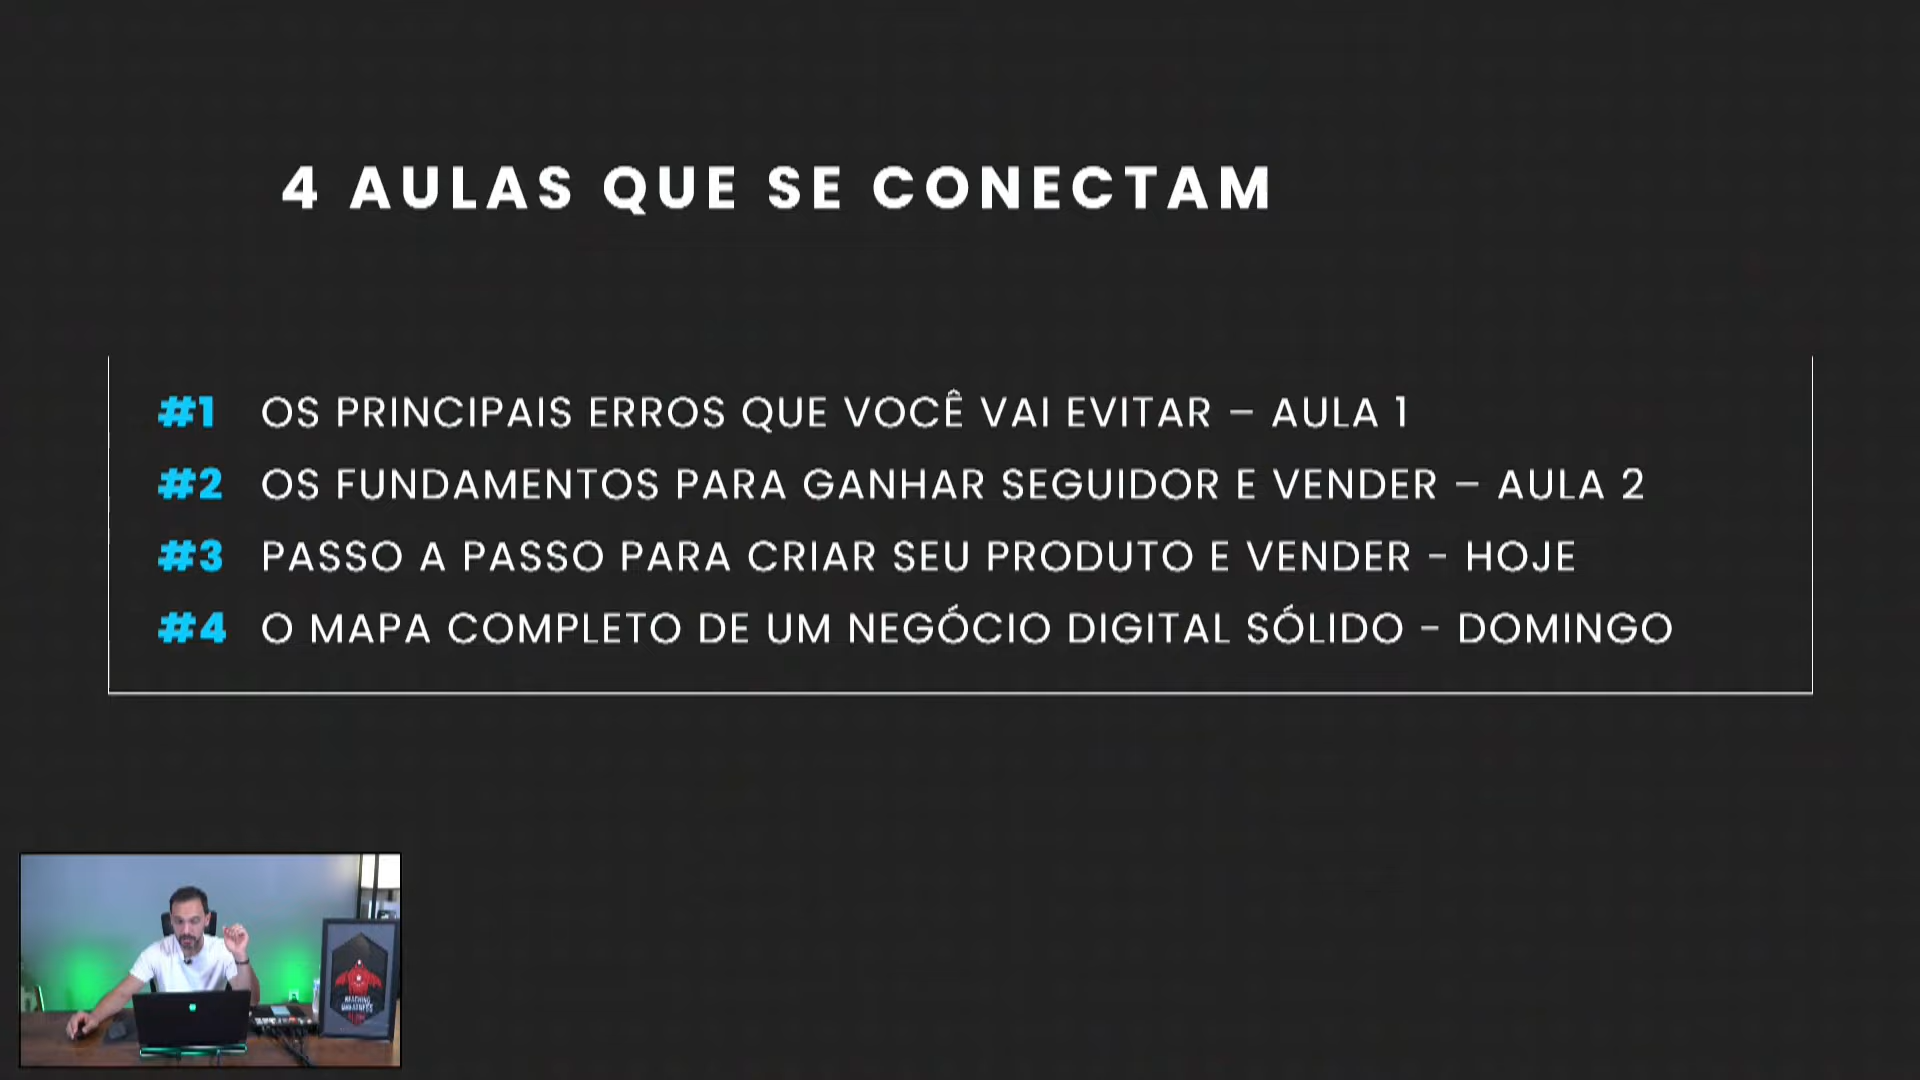 4 AULAS QUE SE CONECTAM
#1 OS PRINCIPAIS ERROS QUE VOCÊ VAI EVITAR – AULA 1
#2 OS FUNDAMENTOS PARA GANHAR SEGUIDOR E VENDER – AULA 2
#3 PASSO A PASSO PARA CRIAR SEU PRODUTO E VENDER - HOJE
#4 O MAPA COMPLETO DE UM NEGÓCIO DIGITAL SÓLIDO - DOMINGO
REACHING
GREATNESS